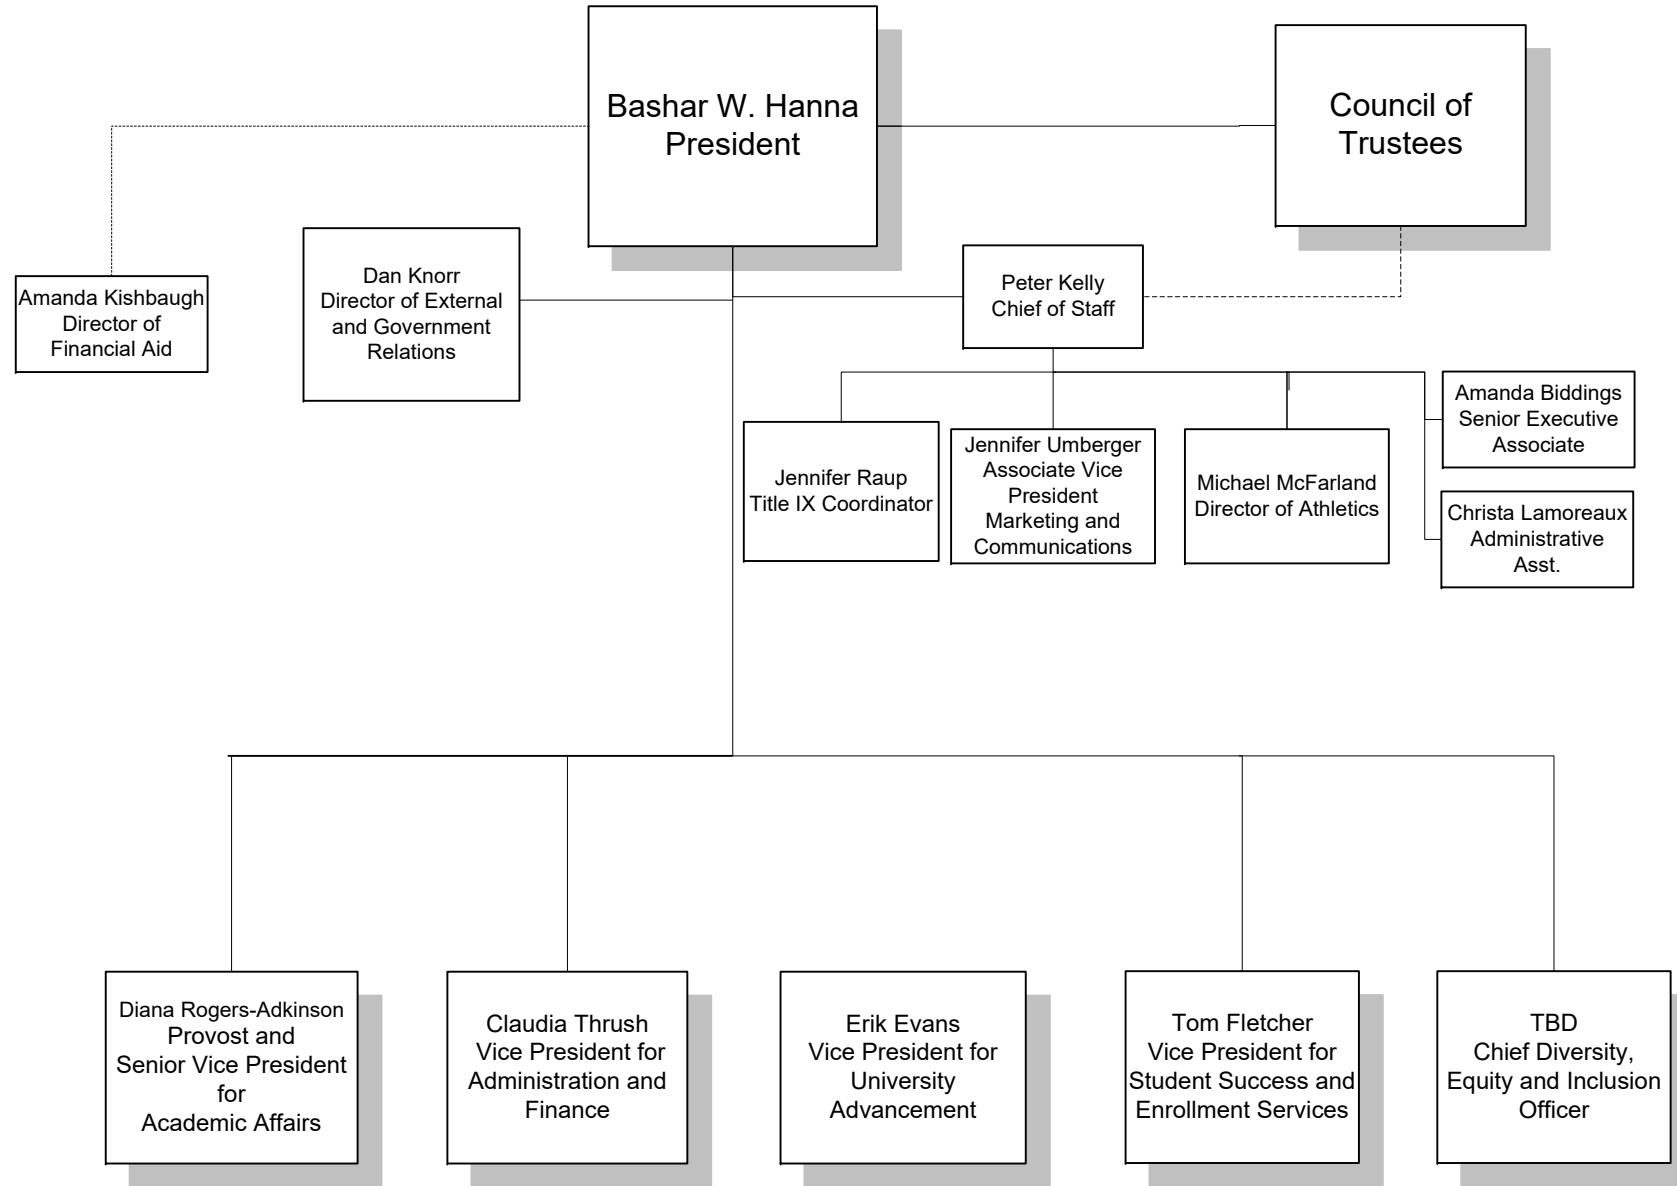 Bashar W. Hanna
President
Council of
Trustees
Amanda Kishbaugh
Director of
Financial Aid
Dan Knorr
Director of External
and Government
Relations
Peter Kelly
Chief of Staff
Jennifer Raup
Title IX Coordinator
Jennifer Umberger
Associate Vice
President
Marketing and
Communications
Michael McFarland
Director of Athletics
Amanda Biddings
Senior Executive
Associate
Christa Lamoreaux
Administrative
Asst.
Diana Rogers-Adkinson
Provost and
Senior Vice President
for
Academic Affairs
Claudia Thrush
Vice President for
Administration and
Finance
Erik Evans
Vice President for
University
Advancement
Tom Fletcher
Vice President for
Student Success and
Enrollment Services
TBD
Chief Diversity,
Equity and Inclusion
Officer